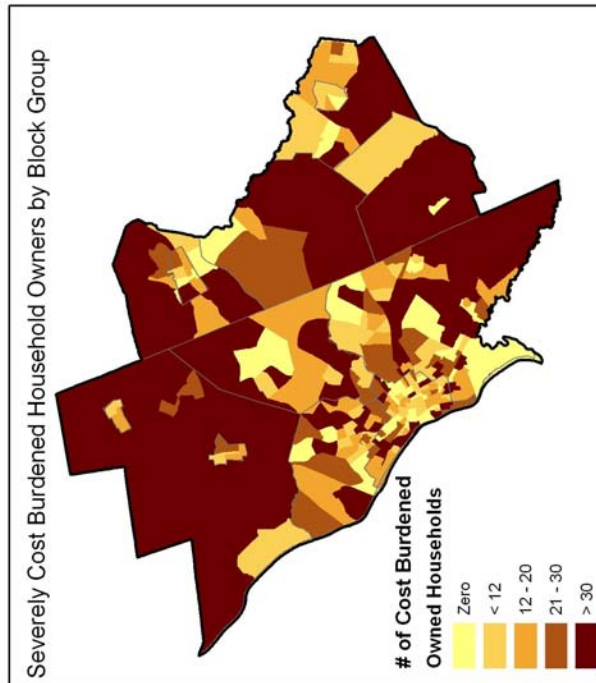 Severely Cost Burdened Household Owners by Block Group
# of Cost Burdened
Owned Households
Zero
< 12
12 - 20
21 - 30
> 30